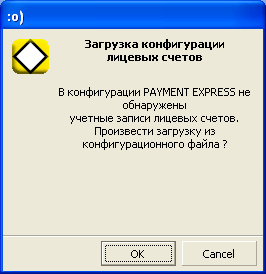 :o)
Загрузка конфигурации
лицевых счетов
В конфигурации PAYMENT EXPRESS не
обнаружены
учетные записи лицевых счетов.
Произвести загрузку из
конфигурационного файла ?
OK
Cancel